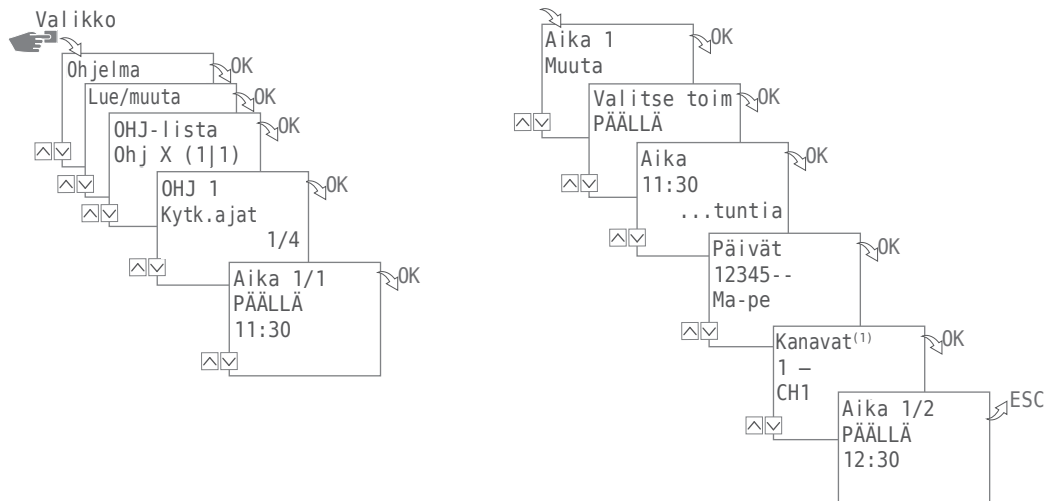 Valikko
Ohjelma
OK
Lue/muuta
OK
OHJ-lista
Ohj X (1|1)
OK
OHJ 1
Kytk.ajat
1/4
OK
Aika 1/1
PÄÄLLÄ
11:30
OK
Aika 1
Muuta
OK
Valitse toim
PÄÄLLÄ
OK
Aika
11:30
...tuntia
OK
Päivät
12345--
Ma-pe
OK
Kanavat(1)
1 –
CH1
OK
Aika 1/2
PÄÄLLÄ
12:30
ESC